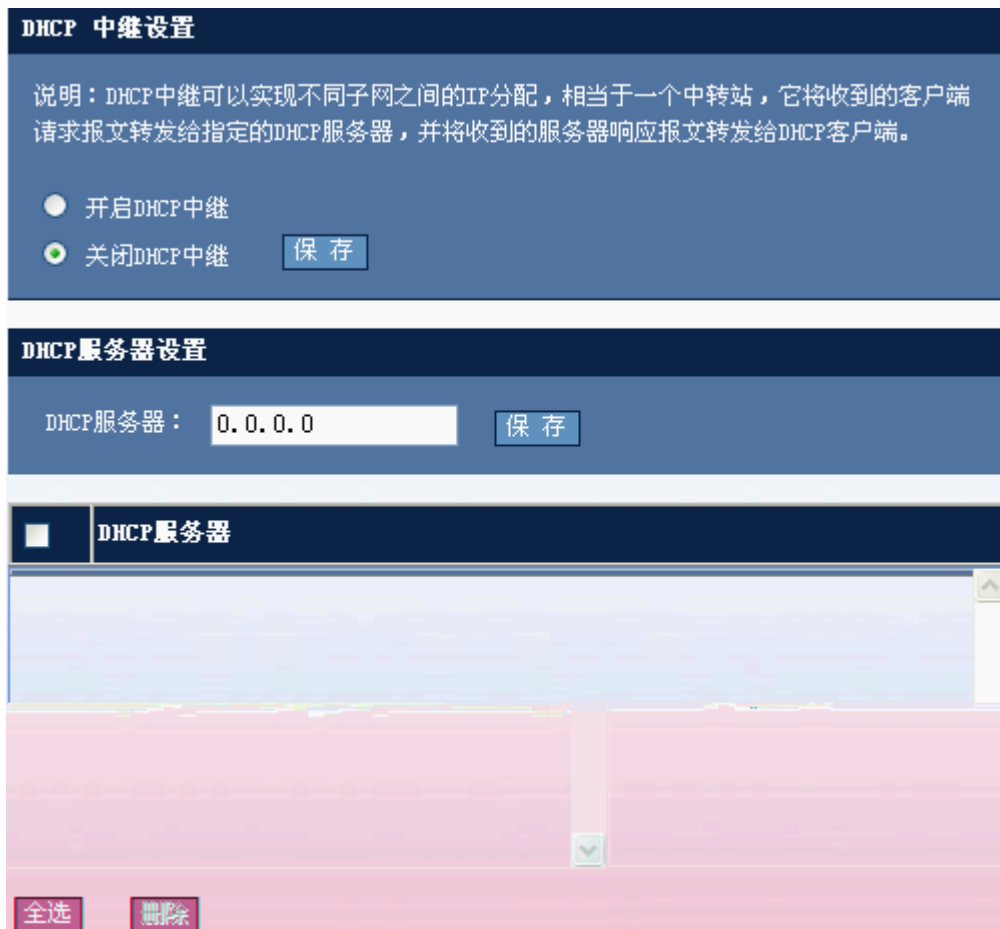 DHCP 中继设置
说明：DHCP中继可以实现不同子网之间的IP分配，相当于一个中转站，它将收到的客户端
请求报文转发给指定的DHCP服务器，并将收到的服务器响应报文转发给DHCP客户端。
开启DHCP中继
关闭DHCP中继 保 存
DHCP服务器设置
DHCP服务器： 0.0.0.0 保 存
DHCP服务器
全选 删除